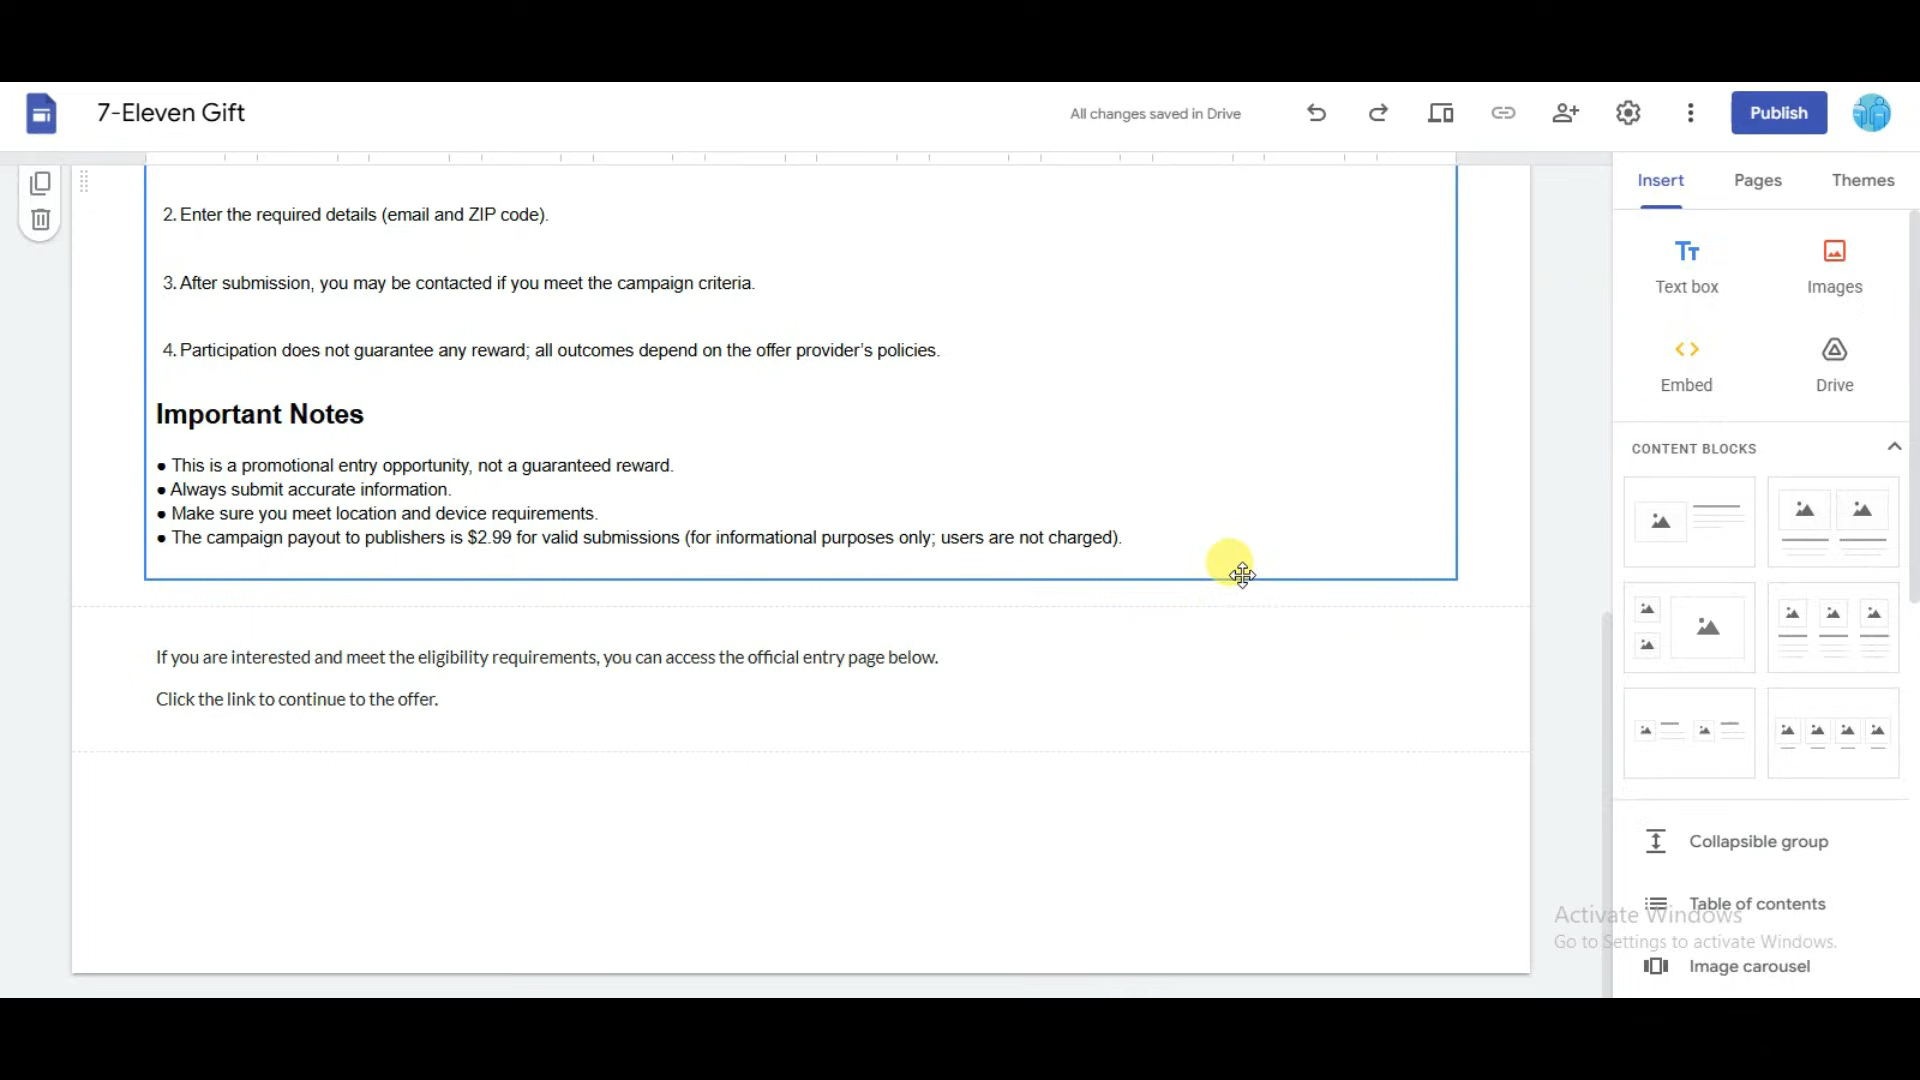 7-Eleven Gift
All changes saved in Drive
Publish
Insert
Pages
Themes
2. Enter the required details (email and ZIP code).
3. After submission, you may be contacted if you meet the campaign criteria.
4. Participation does not guarantee any reward; all outcomes depend on the offer provider’s policies.
Important Notes
● This is a promotional entry opportunity, not a guaranteed reward.
● Always submit accurate information.
● Make sure you meet location and device requirements.
● The campaign payout to publishers is $2.99 for valid submissions (for informational purposes only; users are not charged).
If you are interested and meet the eligibility requirements, you can access the official entry page below.
Click the link to continue to the offer.
Tт
Text box
Images
Embed
Drive
CONTENT BLOCKS
Collapsible group
Table of contents
Image carousel
Activate Windows
Go to Settings to activate Windows.